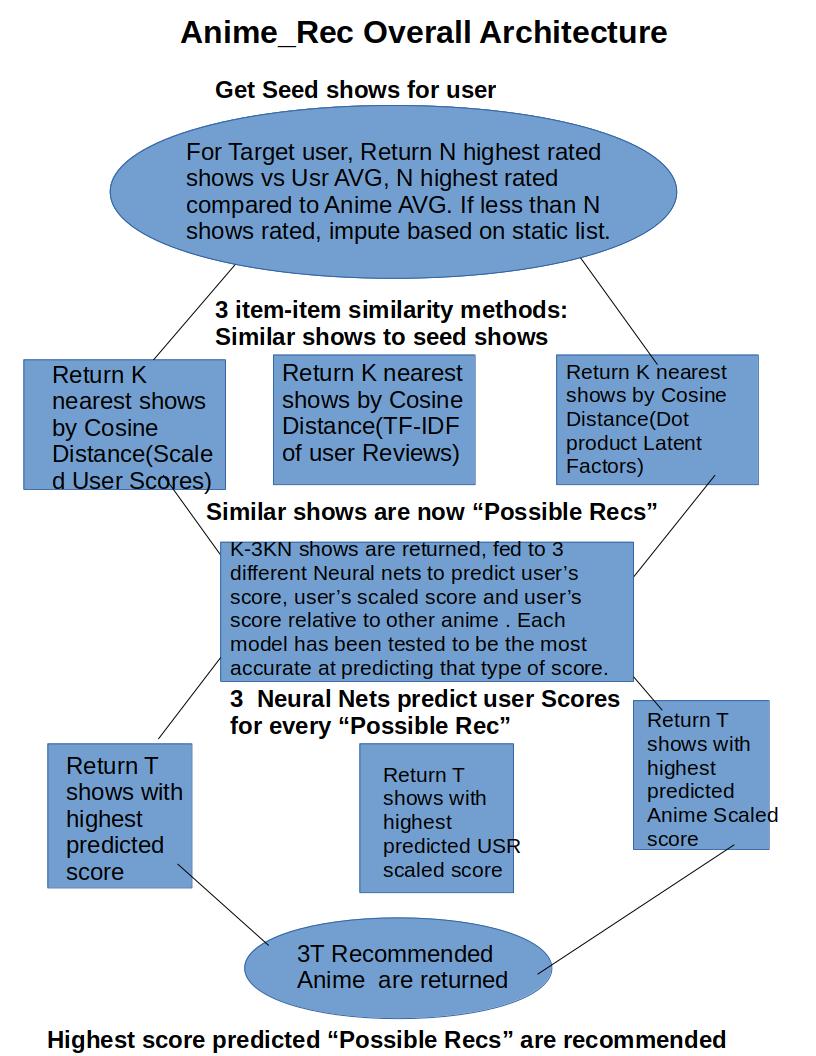 Anime_Rec Overall Architecture
Get Seed shows for user
For Target user, Return N highest rated
shows vs Usr AVG, N highest rated
compared to Anime AVG. If less than N
shows rated, impute based on static list.
3 item-item similarity methods:
Similar shows to seed shows
Return K
nearest shows
by Cosine
Distance(Scale
d User Scores)
Return K nearest
shows by Cosine
Distance(TF-IDF
of user Reviews)
Return K nearest
shows by Cosine
Distance(Dot
product Latent
Factors)
Similar shows are now “Possible Recs”
K-3KN shows are returned, fed to 3
different Neural nets to predict user’s
score, user’s scaled score and user’s
score relative to other anime . Each
model has been tested to be the most
accurate at predicting that type of score.
3  Neural Nets predict user Scores
for every “Possible Rec”
Return T
shows with
highest
predicted
score
Return T
shows with
highest
predicted USR
scaled score
Return T
shows with
highest
predicted
Anime Scaled
score
3T Recommended
Anime  are returned
Highest score predicted “Possible Recs” are recommended